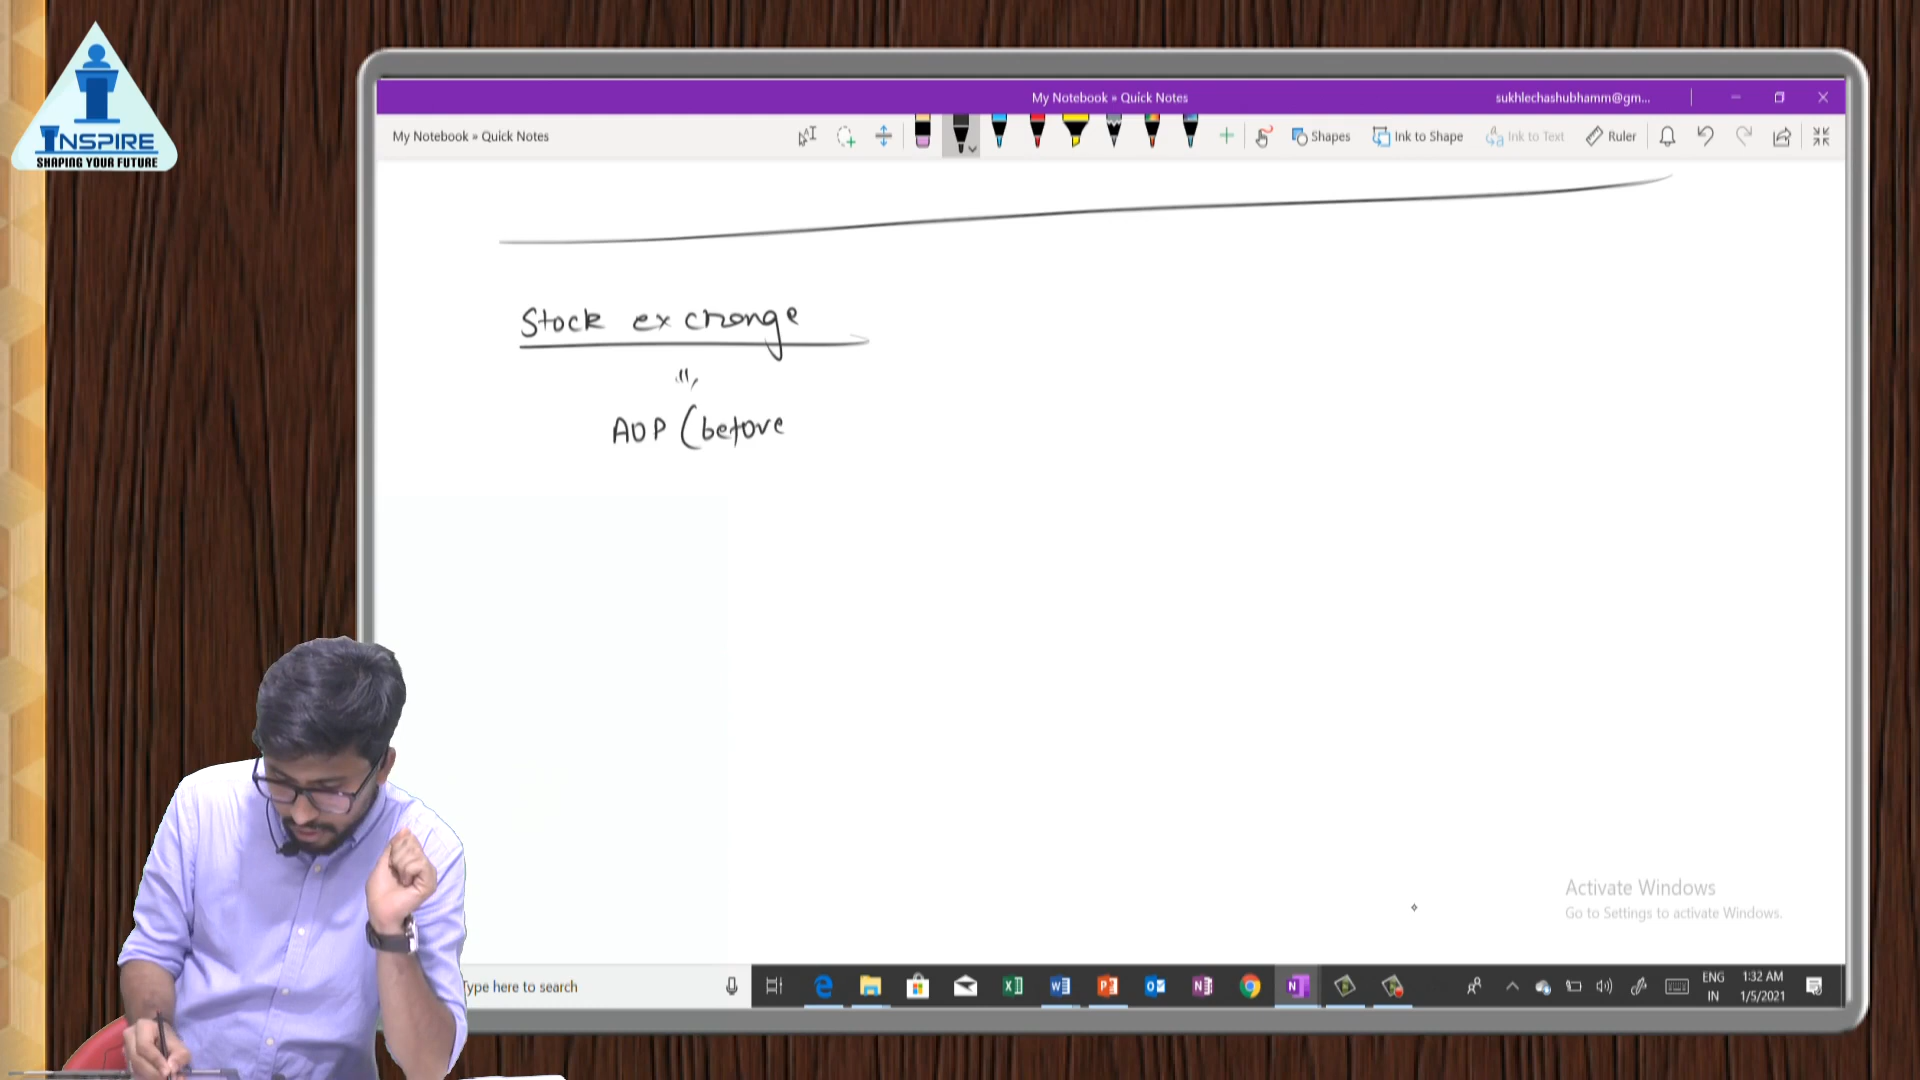 INSPIRE
SHAPING YOUR FUTURE
My Notebook » Quick Notes
sukhlechashubhamm@gm...
My Notebook » Quick Notes
Shapes
Ink to Shape
Ink to Text
Ruler
Stock exchange
AOP (before
Activate Windows
Go to Settings to activate Windows.
Type here to search
ENG
IN
1:32 AM
1/5/2021